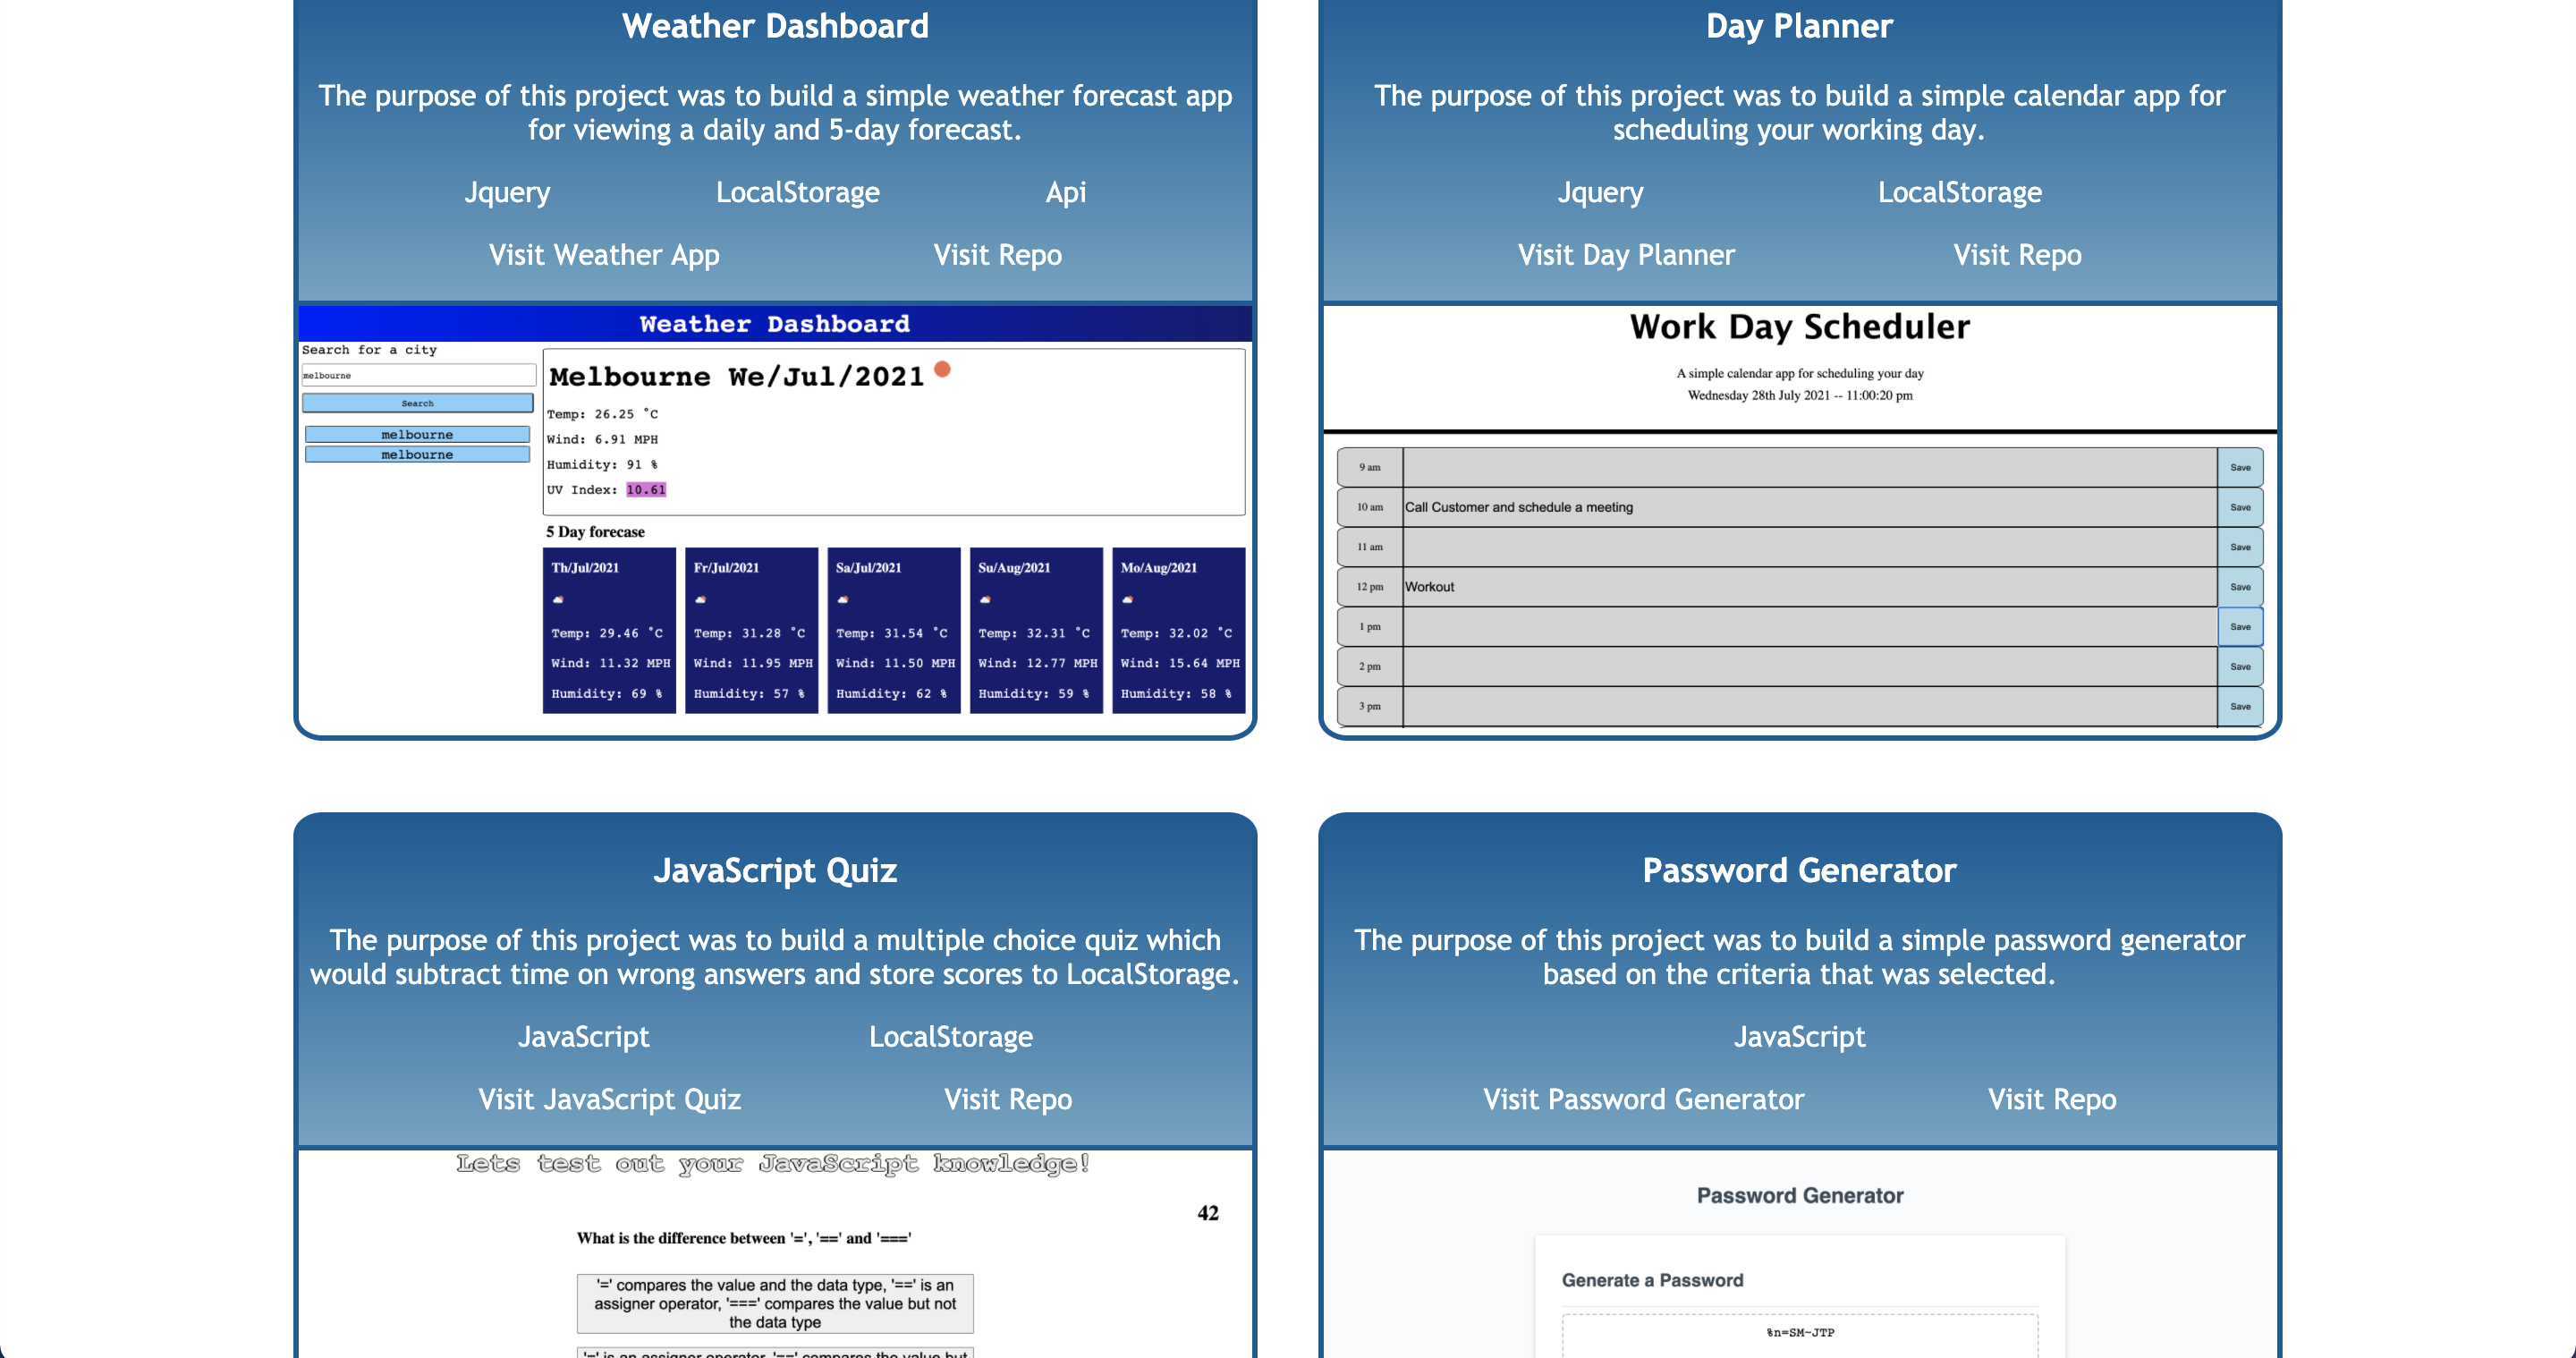 Weather Dashboard
The purpose of this project was to build a simple weather forecast app
for viewing a daily and 5-day forecast.
Jquery LocalStorage Api
Visit Weather App Visit Repo
Weather Dashboard
Search for a city
melbourne
Search
melbourne
melbourne
Melbourne We/Jul/2021
Temp: 26.25 °C
Wind: 6.91 MPH
Humidity: 91 %
UV Index: 10.61
5 Day forecase
Th/Jul/2021 Fr/Jul/2021 Sa/Jul/2021 Su/Aug/2021 Mo/Aug/2021
Temp: 29.46 °C Temp: 31.28 °C Temp: 31.54 °C Temp: 32.31 °C Temp: 32.02 °C
Wind: 11.32 MPH Wind: 11.95 MPH Wind: 11.50 MPH Wind: 12.77 MPH Wind: 15.64 MPH
Humidity: 69 % Humidity: 57 % Humidity: 62 % Humidity: 59 % Humidity: 58 %
Day Planner
The purpose of this project was to build a simple calendar app for
scheduling your working day.
Jquery LocalStorage
Visit Day Planner Visit Repo
Work Day Scheduler
A simple calendar app for scheduling your day
Wednesday 28th July 2021 -- 11:00:20 pm
9 am Save
10 am Call Customer and schedule a meeting Save
11 am Save
12 pm Workout Save
1 pm Save
2 pm Save
3 pm Save
JavaScript Quiz
The purpose of this project was to build a multiple choice quiz which
would subtract time on wrong answers and store scores to LocalStorage.
JavaScript LocalStorage
Visit JavaScript Quiz Visit Repo
Lets test out your JavaScript knowledge!
42
What is the difference between '=', '==' and '==='
'=' compares the value and the data type, '==' is an
assigner operator, '===' compares the value but not
the data type
'=' is an assigner operator, '==' compares the value but
Password Generator
The purpose of this project was to build a simple password generator
based on the criteria that was selected.
JavaScript
Visit Password Generator Visit Repo
Password Generator
Generate a Password
%n=SM~JTP